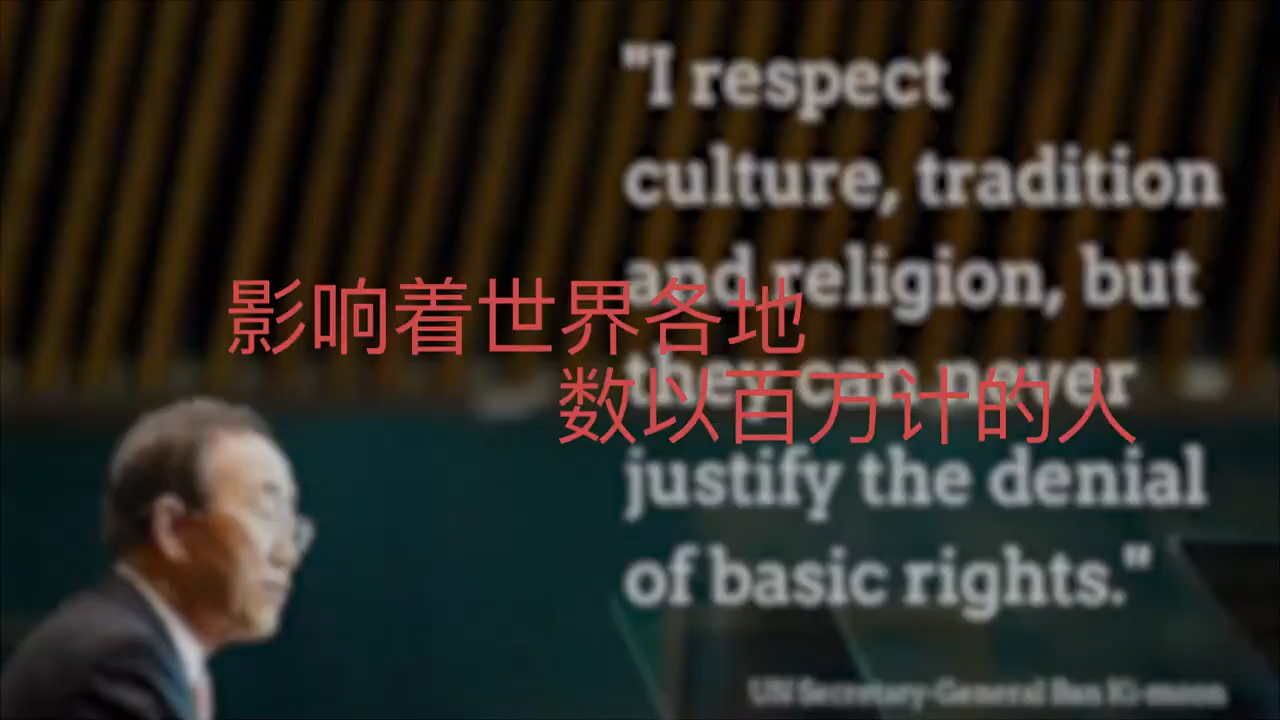 "I respect
culture, tradition
and religion, but
影响着世界各地
they can never
数以百万计的人
justify the denial
of basic rights."
UN Secretary-General Ban Ki-moon